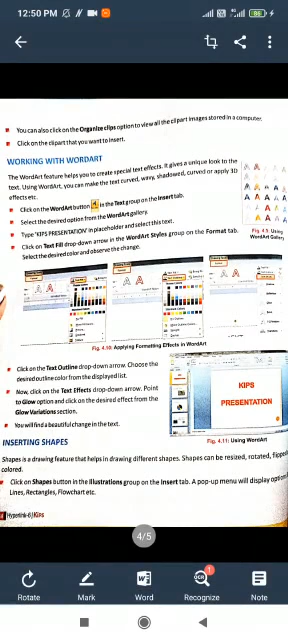 12:50 PM
86
You can also click on the Organize clips option to view all the clipart images stored in a computer.
Click on the clipart that you want to insert.
WORKING WITH WORDART
The WordArt feature helps you to create special text effects. It gives a unique look to the
text. Using WordArt, you can make the text curved, wavy, shadowed, curved or apply 3D
effects etc.
Click on the WordArt button in the Text group on the Insert tab.
Select the desired option from the WordArt gallery.
Type 'KIPS PRESENTATION' in placeholder and select this text.
Click on Text Fill drop-down arrow in the WordArt Styles group on the Format tab.
Select the desired color and observe the change.
Fig. 4.9: Using
WordArt Gallery
Fig. 4.10: Applying Formatting Effects in WordArt
Click on the Text Outline drop-down arrow. Choose the
desired outline color from the displayed list.
Now, click on the Text Effects drop-down arrow. Point
to Glow option and click on the desired effect from the
Glow Variations section.
You will find a beautiful change in the text.
KIPS
PRESENTATION
Fig. 4.11: Using WordArt
INSERTING SHAPES
Shapes is a drawing feature that helps in drawing different shapes. Shapes can be resized, rotated, flipped
colored.
Click on Shapes button in the Illustrations group on the Insert tab. A pop-up menu will display option
Lines, Rectangles, Flowchart etc.
Hyperlink-6 | KIPS
4/5
Rotate
Mark
W
Word
OCR
1
Recognize
Note